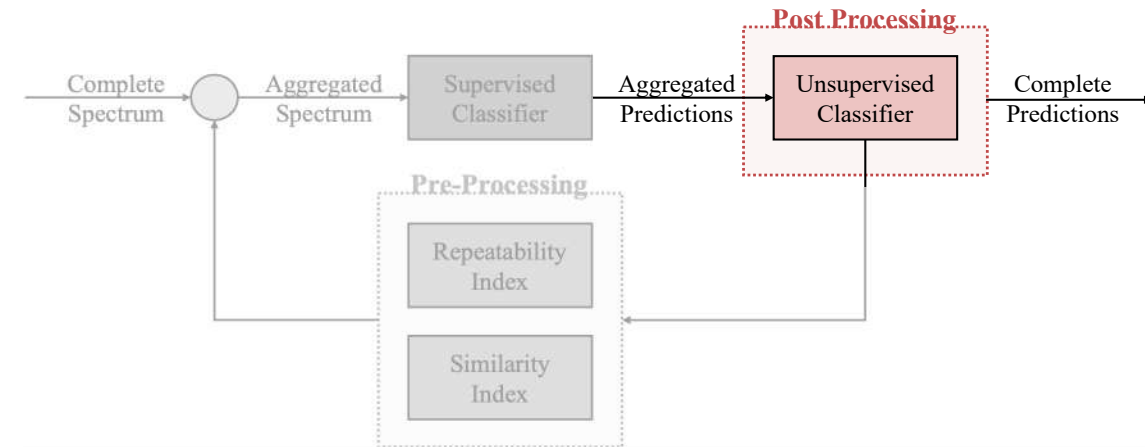 Post Processing
Complete
Spectrum
Aggregated
Spectrum
Supervised
Classifier
Aggregated
Predictions
Unsupervised
Classifier
Complete
Predictions
Pre-Processing
Repeatability
Index
Similarity
Index